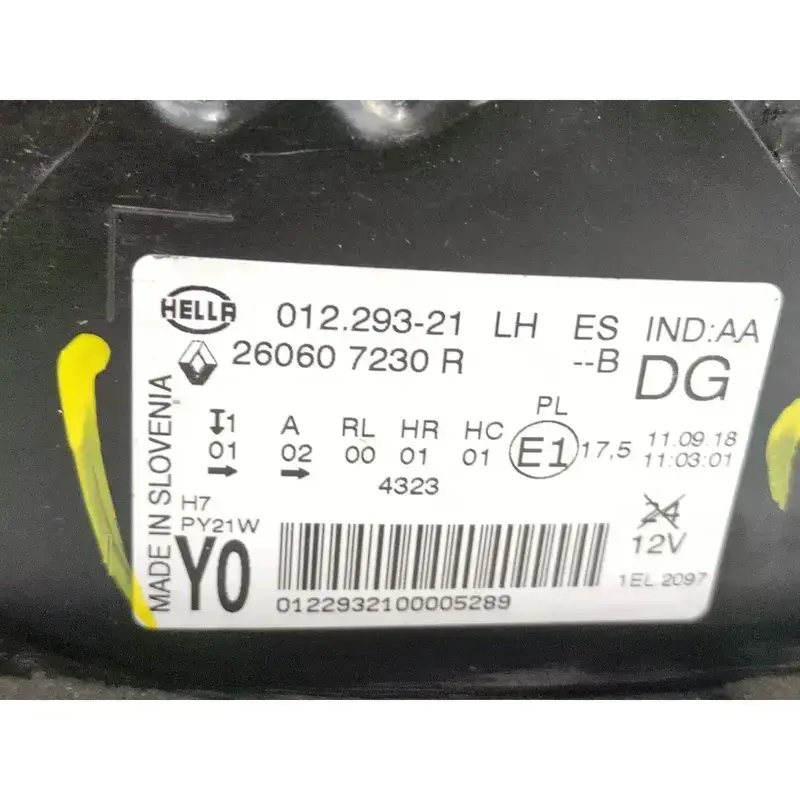 HELLA 012.293-21 LH ES IND:AA
26060 7230 R --B DG
PL
1 A RL HR HC E1 17,5 11.09.18
01 02 00 01 01 11:03:01
4323
H7
PY21W
24
12V
Y0
1EL 2097
0122932100005289
MADE IN SLOVENIA